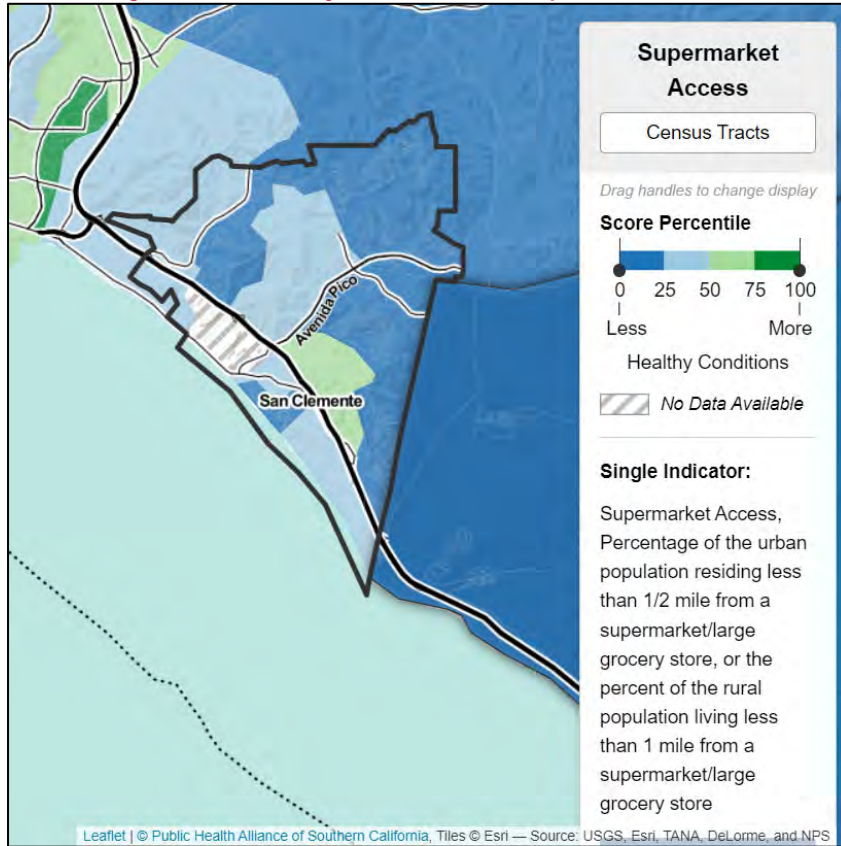 Supermarket
Access
Census Tracts
Drag handles to change display
Score Percentile
0 25 50 75 100
Less More
Healthy Conditions
No Data Available
Single Indicator:
Supermarket Access,
Percentage of the urban
population residing less
than 1/2 mile from a
supermarket/large
grocery store, or the
percent of the rural
population living less
than 1 mile from a
supermarket/large
grocery store
Avenida Pico
San Clemente
Leaflet | © Public Health Alliance of Southern California, Tiles © Esri — Source: USGS, Esri, TANA, DeLorme, and NPS